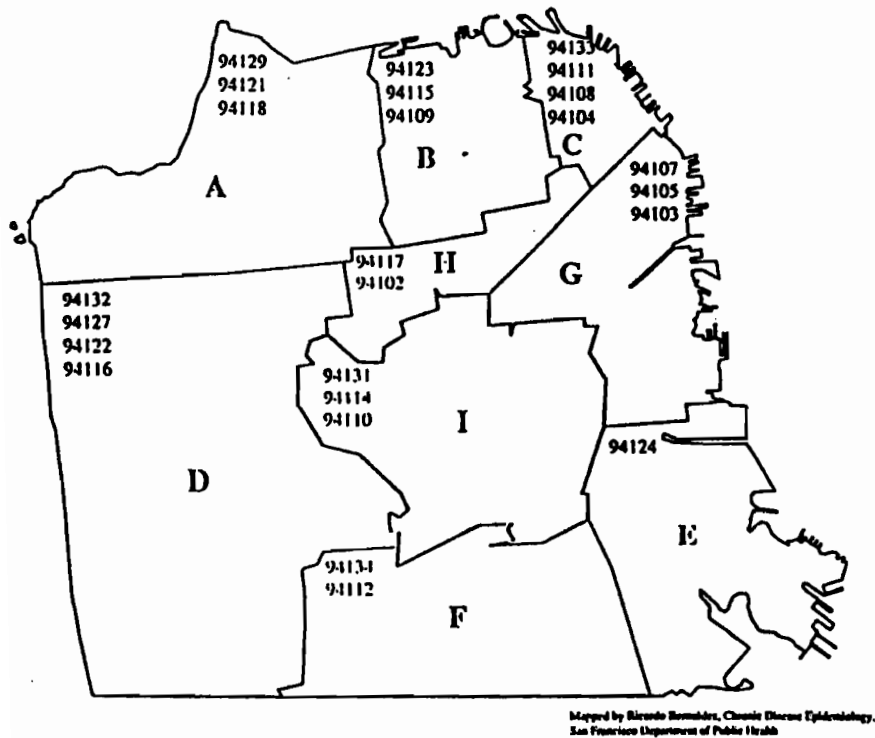 94129
94121
94118
A
94123
94115
94109
B
94133
94111
94108
94104
C
94107
94105
94103
G
94117
94102
H
94132
94127
94122
94116
D
94131
94114
94110
I
94124
E
94134
94112
F
Mapped by Ricardo Bermúdez, Chronic Disease Epidemiology,
San Francisco Department of Public Health